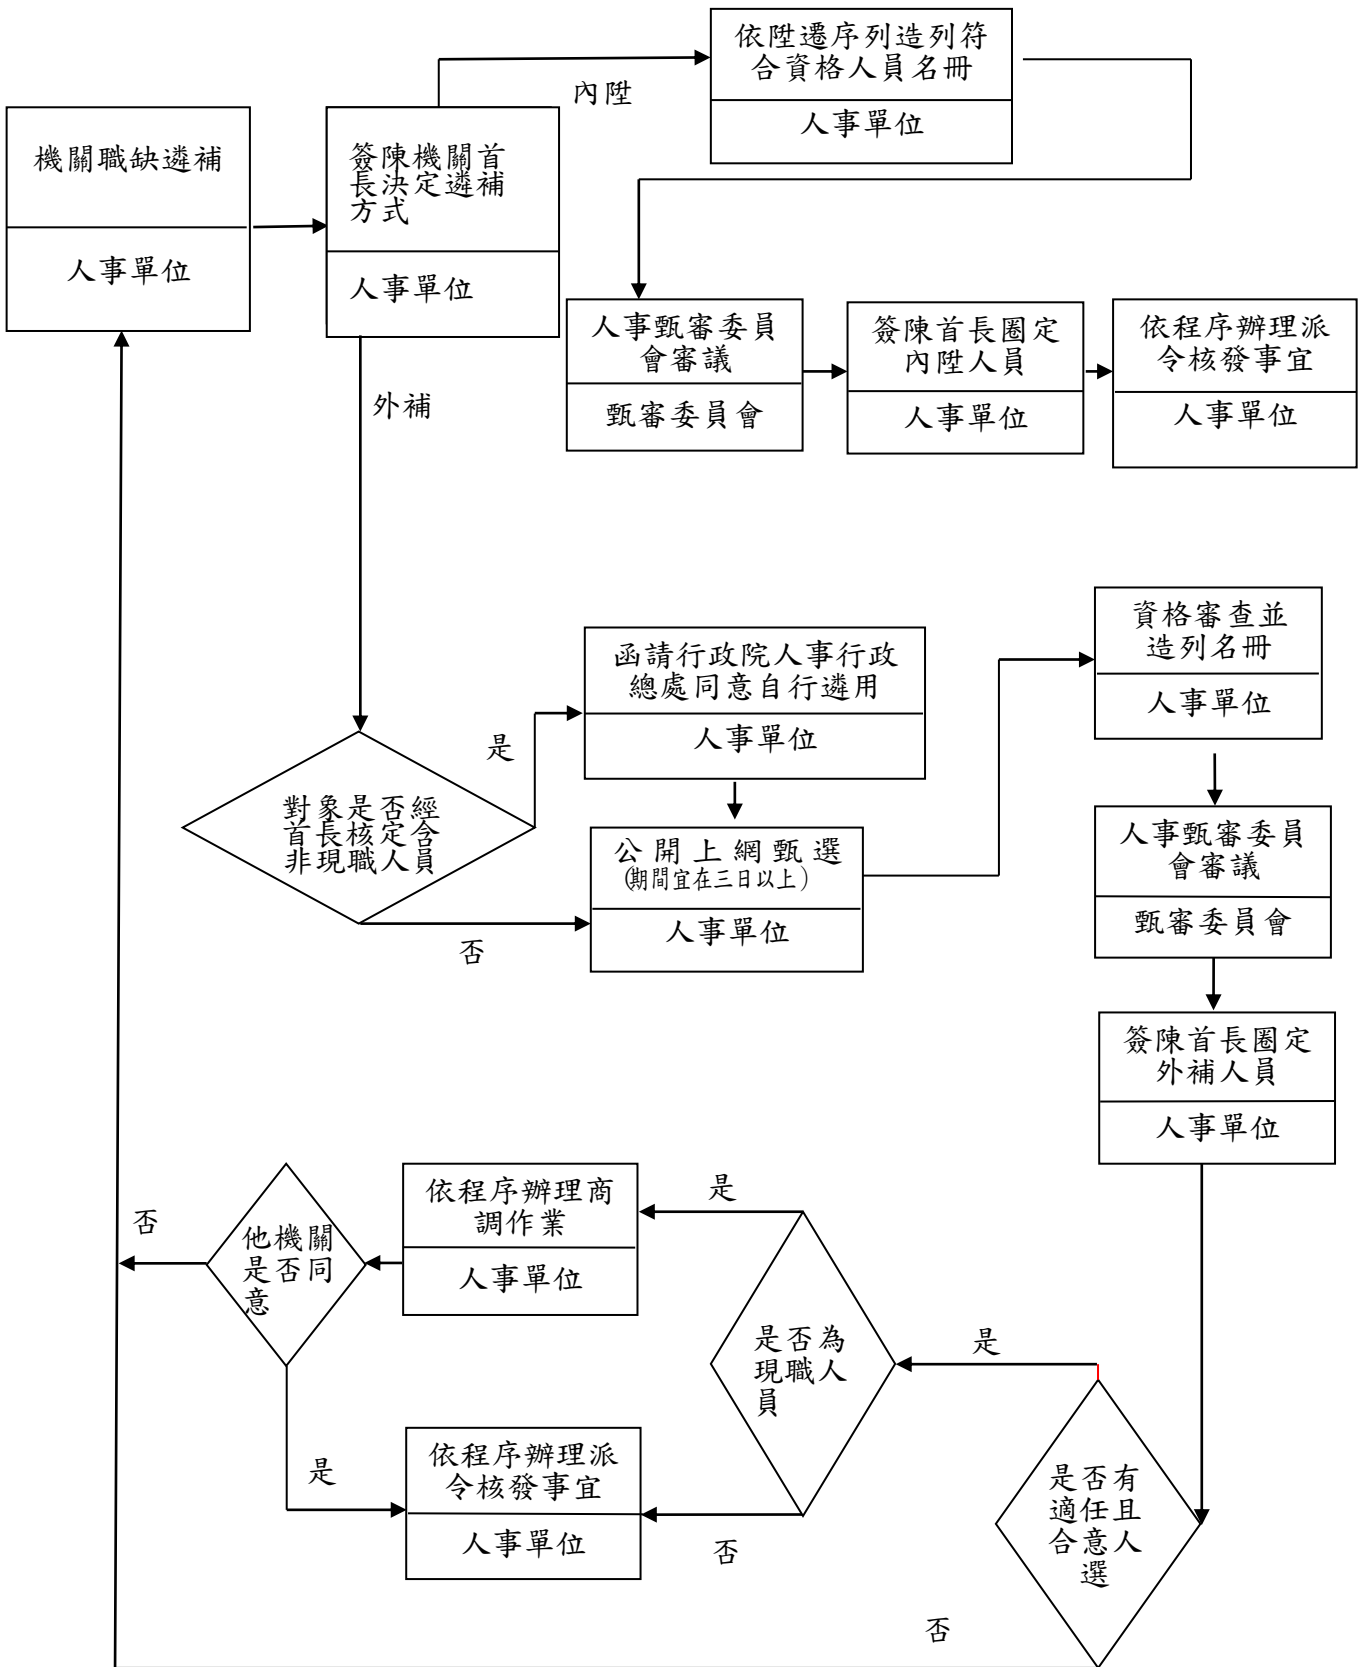 依陞遷序列造列符
合資格人員名冊
人事單位
內陞
機關職缺遴補
人事單位
簽陳機關首
長決定遴補
方式
人事單位
人事甄審委員
會審議
甄審委員會
簽陳首長圈定
內陞人員
人事單位
依程序辦理派
令核發事宜
人事單位
外補
函請行政院人事行政
總處同意自行遴用
人事單位
資格審查並
造列名冊
人事單位
是
對象是否經
首長核定含
非現職人員
公開上網甄選
(期間宜在三日以上)
人事單位
否
人事甄審委員
會審議
甄審委員會
簽陳首長圈定
外補人員
人事單位
否
他機關
是否同
意
依程序辦理商
調作業
人事單位
是
是否為
現職人
員
是
是
依程序辦理派
令核發事宜
人事單位
否
是否有
適任且
合意人
選
否